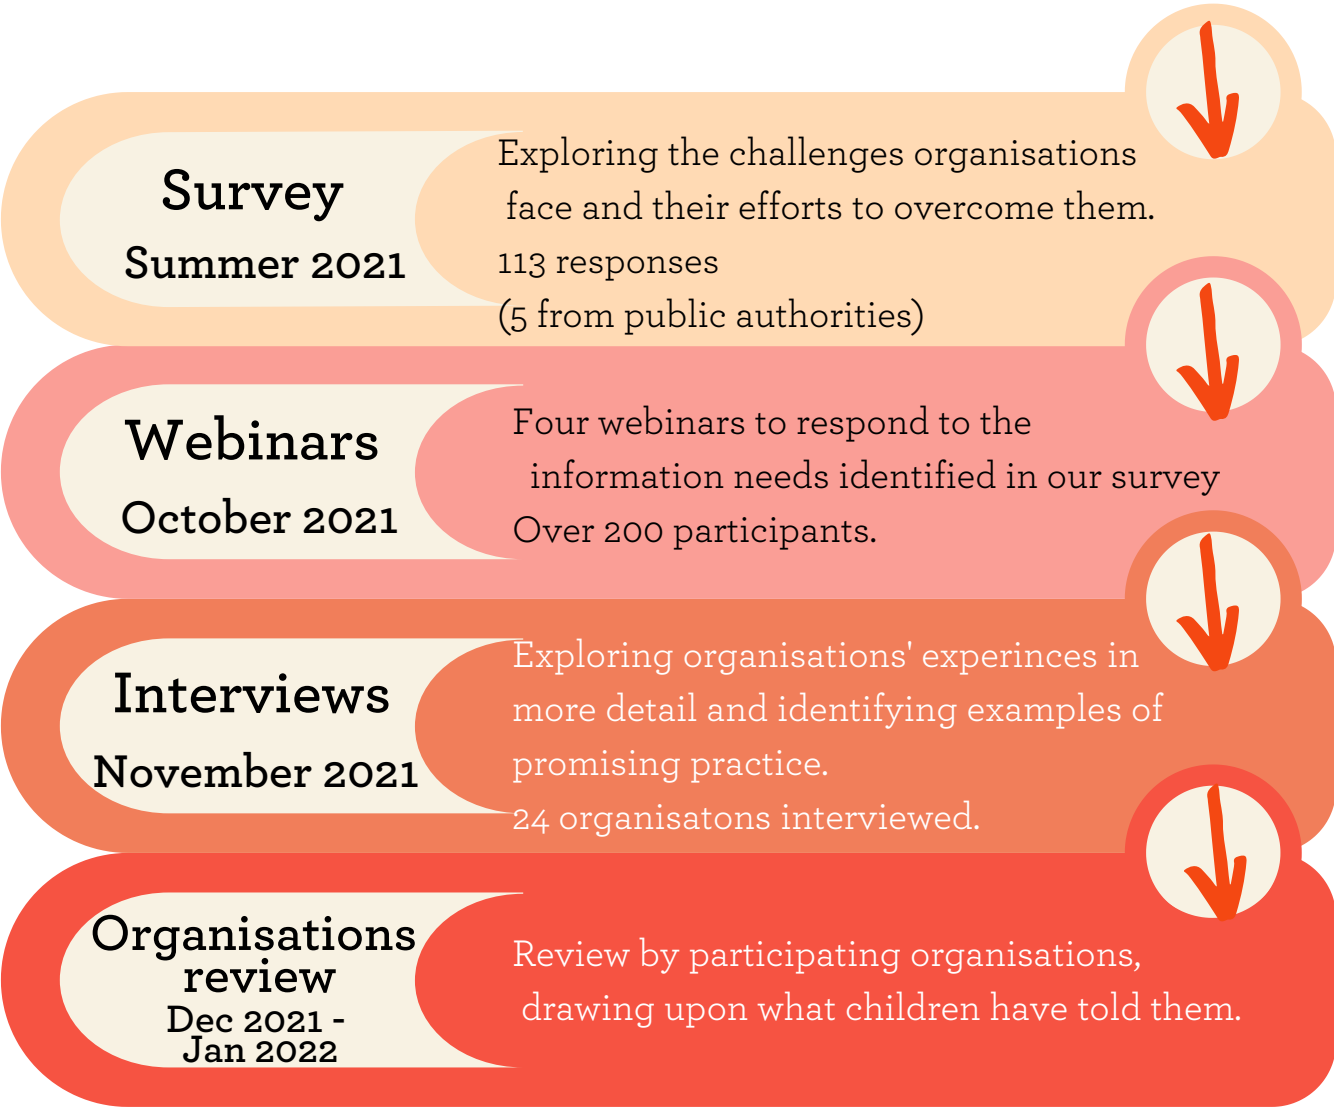 Survey
Summer 2021
Exploring the challenges organisations
face and their efforts to overcome them.
113 responses
(5 from public authorities)
Webinars
October 2021
Four webinars to respond to the
information needs identified in our survey
Over 200 participants.
Interviews
November 2021
Exploring organisations' experinces in
more detail and identifying examples of
promising practice.
24 organisatons interviewed.
Organisations
review
Dec 2021 -
Jan 2022
Review by participating organisations,
drawing upon what children have told them.